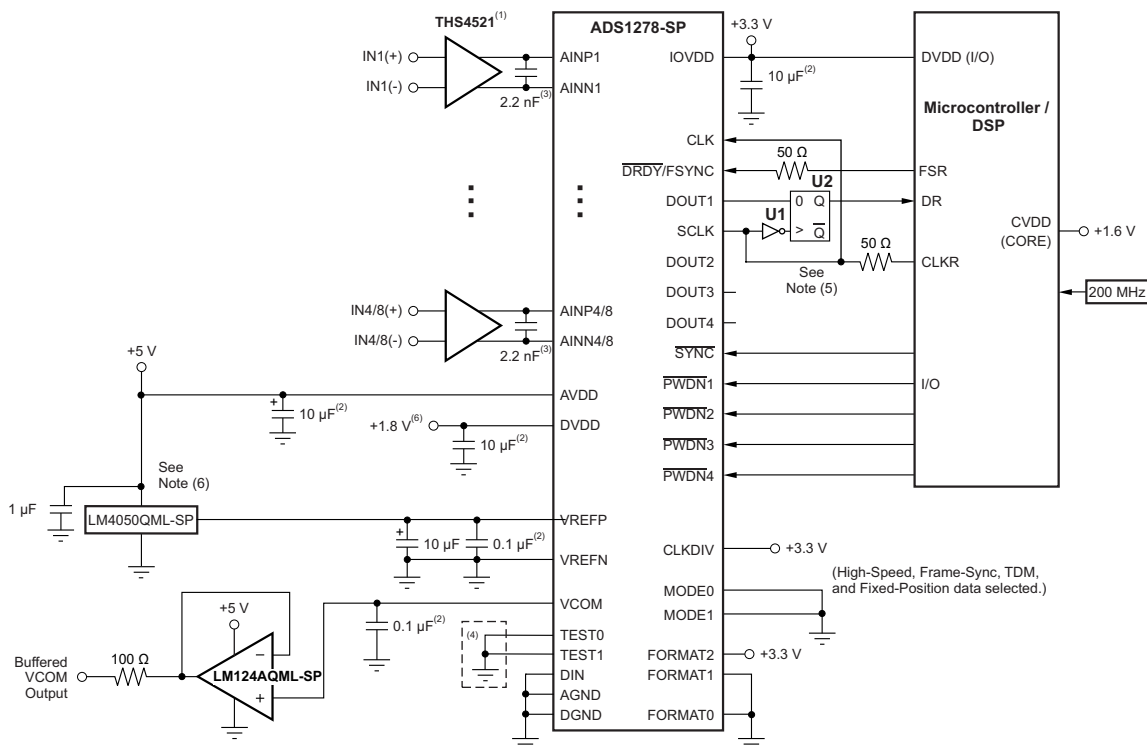 THS4521(1)
ADS1278-SP
+3.3 V
IN1(+)
AINP1
IOVDD
DVDD (I/O)
10 µF(2)
IN1(-)
AINN1
2.2 nF(3)
Microcontroller /
DSP
CLK
50 Ω
DRDY/FSYNC
FSR
U2
DOUT1
0 Q
DR
U1
> Q
SCLK
CVDD
(CORE)
+1.6 V
50 Ω
DOUT2
CLKR
See
Note (5)
DOUT3
200 MHz
IN4/8(+)
AINP4/8
DOUT4
IN4/8(-)
AINN4/8
2.2 nF(3)
SYNC
+5 V
PWDN1
I/O
AVDD
10 µF(2)
+
PWDN2
+1.8 V(6)
DVDD
10 µF(2)
PWDN3
See
Note (6)
PWDN4
1 µF
LM4050QML-SP
VREFP
+
10 µF
0.1 µF(2)
VREFN
CLKDIV
+3.3 V
(High-Speed, Frame-Sync, TDM,
and Fixed-Position data selected.)
MODE0
VCOM
MODE1
+5 V
0.1 µF(2)
(4)
TEST0
TEST1
FORMAT2
+3.3 V
100 Ω
Buffered
VCOM
Output
−
LM124AQML-SP
+
DIN
FORMAT1
AGND
DGND
FORMAT0